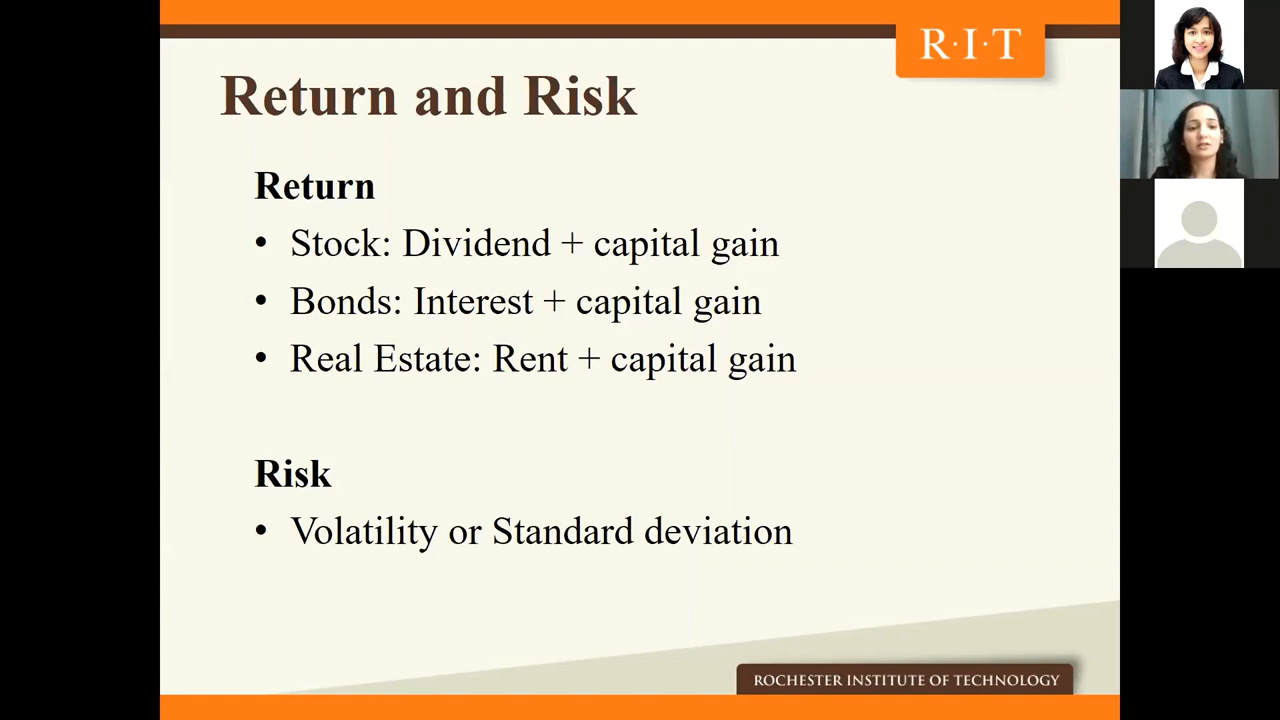 R·I·T
Return and Risk
Return
• Stock: Dividend + capital gain
• Bonds: Interest + capital gain
• Real Estate: Rent + capital gain
Risk
• Volatility or Standard deviation
ROCHESTER INSTITUTE OF TECHNOLOGY